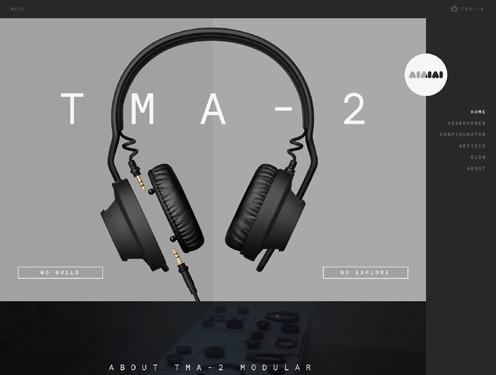 HELP
CART-0
TMA-2
AIAIAI
HOME
HEADPHONES
CONFIGURATOR
ARTISTS
BLOG
ABOUT
GO BUILD
GO EXPLORE
ABOUT TMA-2 MODULAR